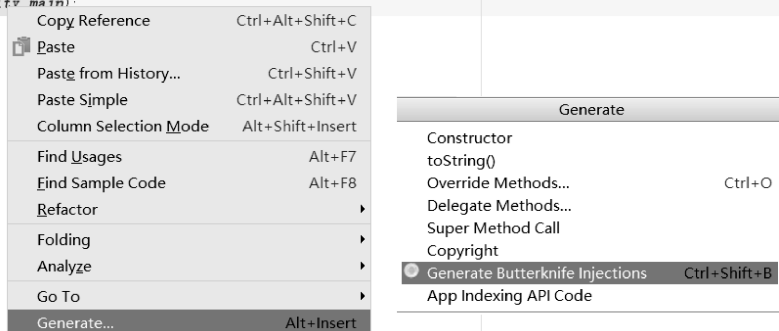 ity_main);
Copy Reference Ctrl+Alt+Shift+C
Paste Ctrl+V
Paste from History... Ctrl+Shift+V
Paste Simple Ctrl+Alt+Shift+V
Column Selection Mode Alt+Shift+Insert
Find Usages Alt+F7
Find Sample Code Alt+F8
Refactor
Folding
Analyze
Go To
Generate... Alt+Insert
Generate
Constructor
toString()
Override Methods... Ctrl+O
Delegate Methods...
Super Method Call
Copyright
Generate Butterknife Injections Ctrl+Shift+B
App Indexing API Code